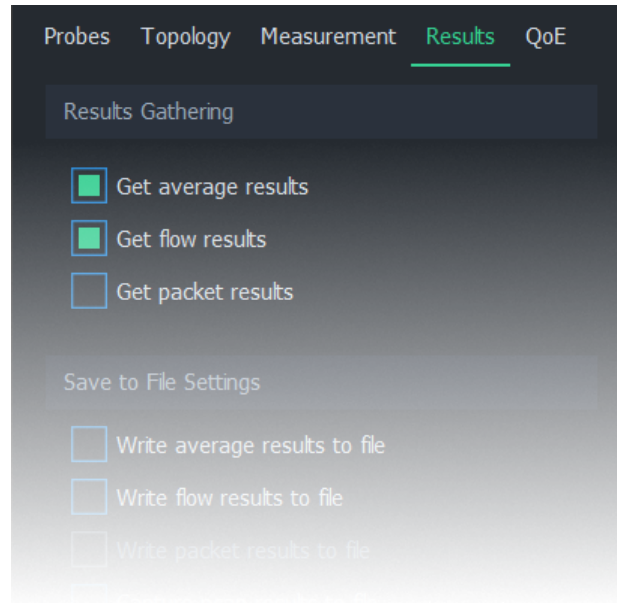 Probes Topology Measurement Results QoE
Results Gathering
Get average results
Get flow results
Get packet results
Save to File Settings
Write average results to file
Write flow results to file
Write packet results to file